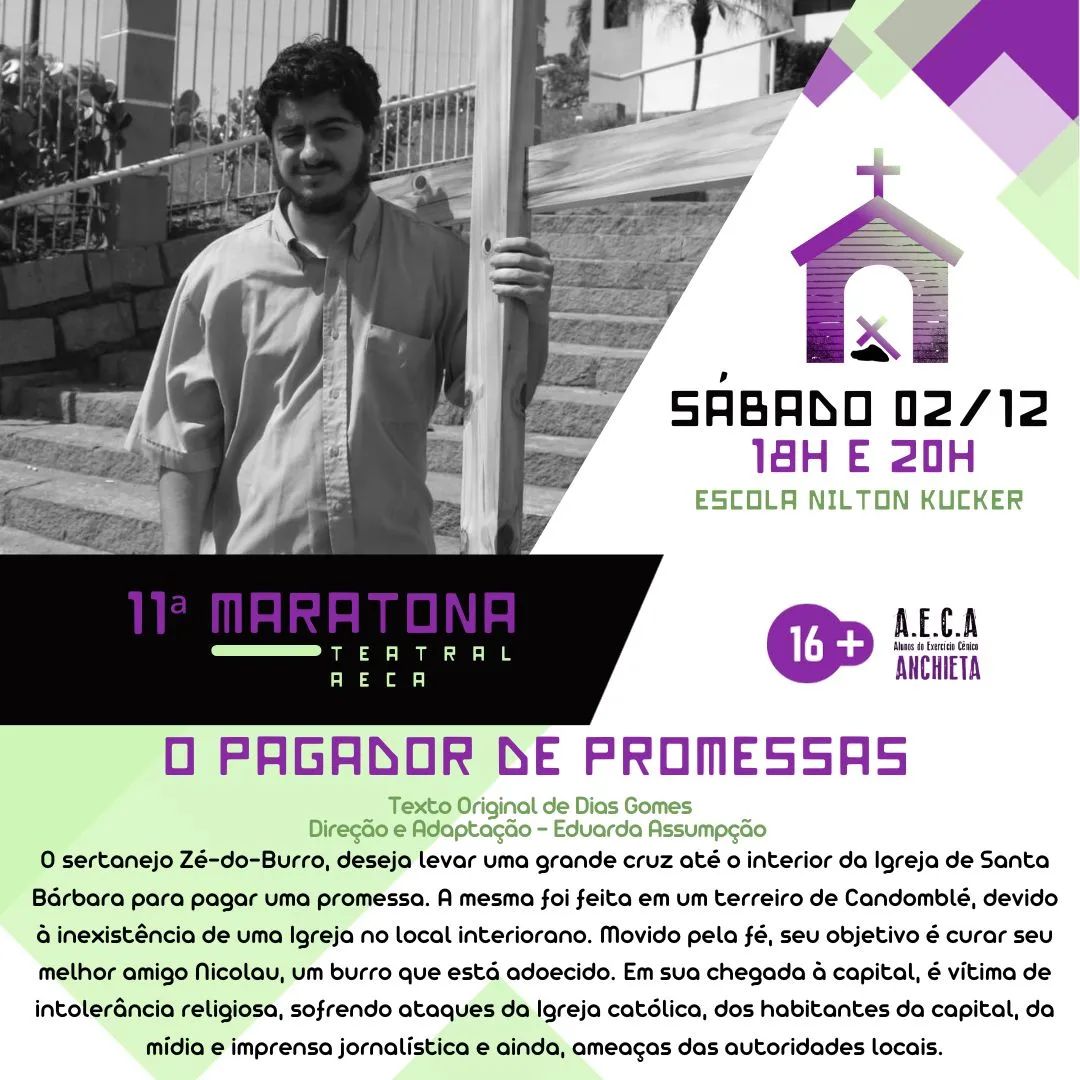 SÁBADO 02/12
18H E 20H
ESCOLA NILTON KUCKER
11ª MARATONA
TEATRAL
AECA
16 +
A.E.C.A
Alunos do Exercício Cênico
ANCHIETA
O PAGADOR DE PROMESSAS
Texto Original de Dias Gomes
Direção e Adaptação - Eduarda Assumpção
O sertanejo Zé-do-Burro, deseja levar uma grande cruz até o interior da Igreja de Santa
Bárbara para pagar uma promessa. A mesma foi feita em um terreiro de Candomblé, devido
à inexistência de uma Igreja no local interiorano. Movido pela fé, seu objetivo é curar seu
melhor amigo Nicolau, um burro que está adoecido. Em sua chegada à capital, é vítima de
intolerância religiosa, sofrendo ataques da Igreja católica, dos habitantes da capital, da
mídia e imprensa jornalística e ainda, ameaças das autoridades locais.